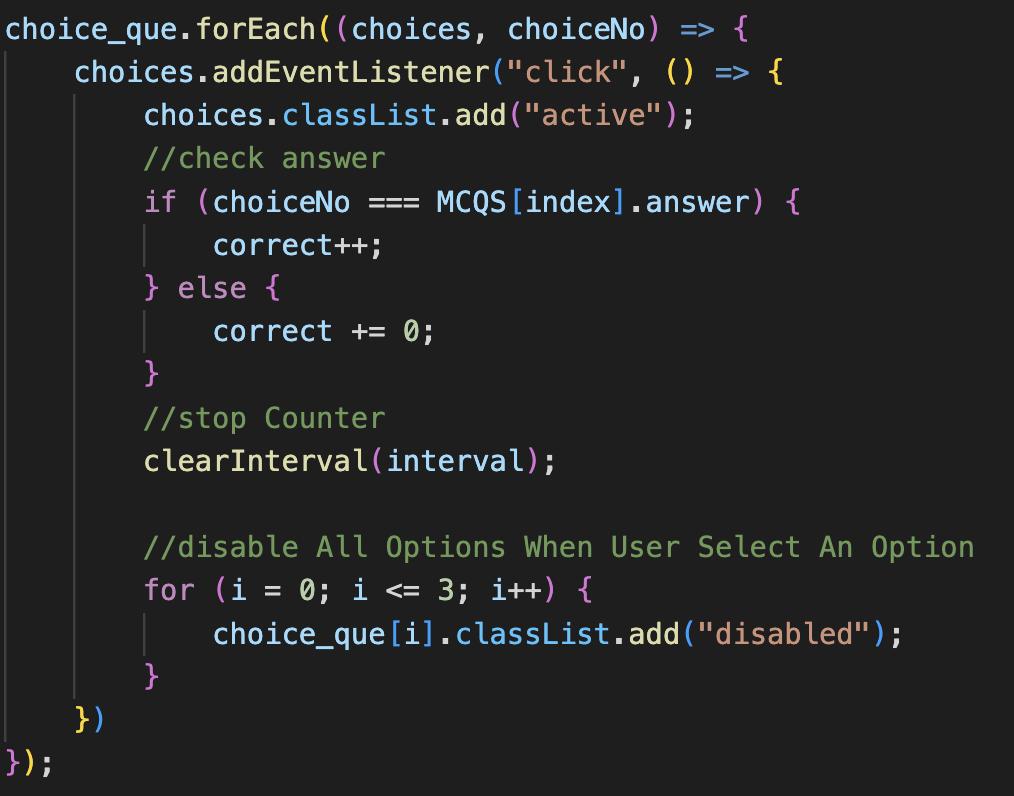 choice_que.forEach((choices, choiceNo) => {
    choices.addEventListener("click", () => {
        choices.classList.add("active");
        //check answer
        if (choiceNo === MCQS[index].answer) {
            correct++;
        } else {
            correct += 0;
        }
        //stop Counter
        clearInterval(interval);

        //disable All Options When User Select An Option
        for (i = 0; i <= 3; i++) {
            choice_que[i].classList.add("disabled");
        }
    })
});